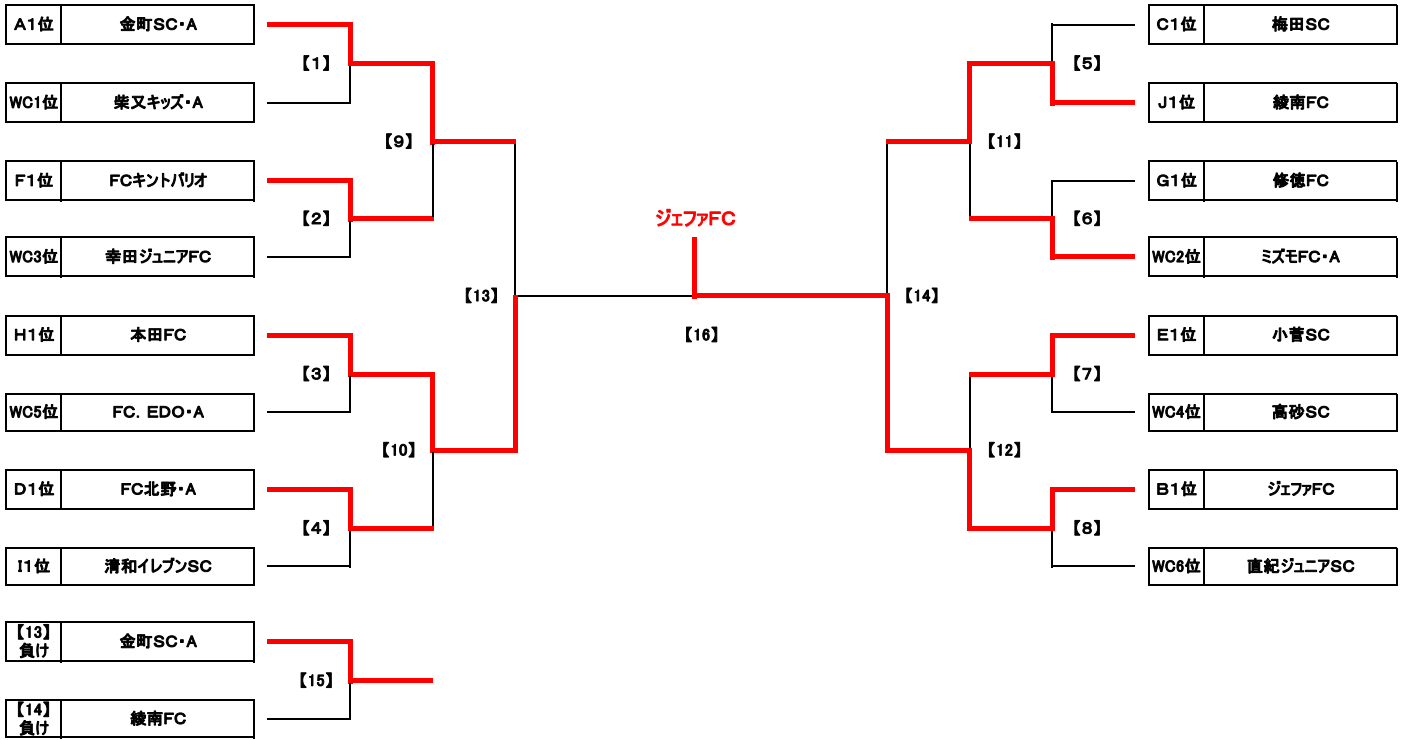 A1位 金町SC・A
【1】
WC1位 柴又キッズ・A
【9】
F1位 FCキントバリオ
【2】
WC3位 幸田ジュニアFC
【13】
H1位 本田FC
【3】
WC5位 FC．EDO・A
【10】
D1位 FC北野・A
【4】
I1位 清和イレブンSC
ジェファFC
【16】
C1位 梅田SC
【5】
J1位 綾南FC
【11】
G1位 修徳FC
【6】
WC2位 ミズモFC・A
【14】
E1位 小菅SC
【7】
WC4位 高砂SC
【12】
B1位 ジェファFC
【8】
WC6位 直紀ジュニアSC
【13】
負け
金町SC・A
【15】
【14】
負け
綾南FC